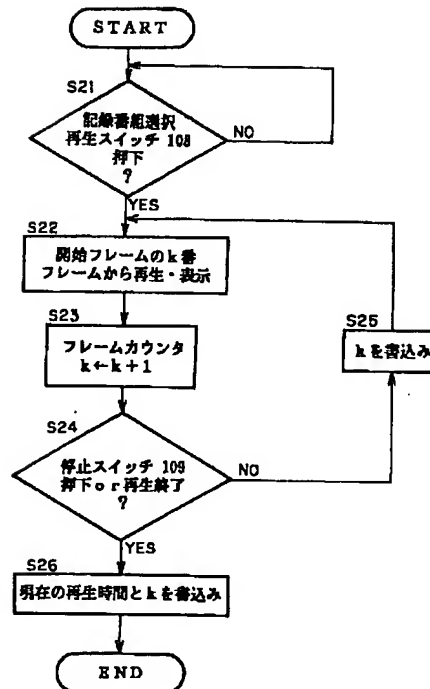 START
S21
記録番組選択
再生スイッチ 108
押下
?
NO
YES
S22
開始フレームのk番
フレームから再生・表示
S23
フレームカウンタ
k←k+1
S25
kを書込み
S24
停止スイッチ 109
押下or再生終了
?
NO
YES
S26
現在の再生時間とkを書込み
END